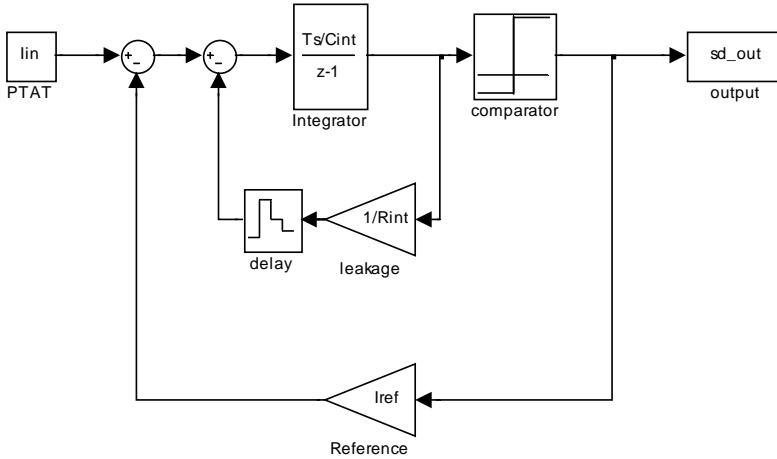 Iin
PTAT
+
−
+
−
Ts/Cint
z-1
Integrator
comparator
sd_out
output
1/Rint
delay
leakage
Iref
Reference